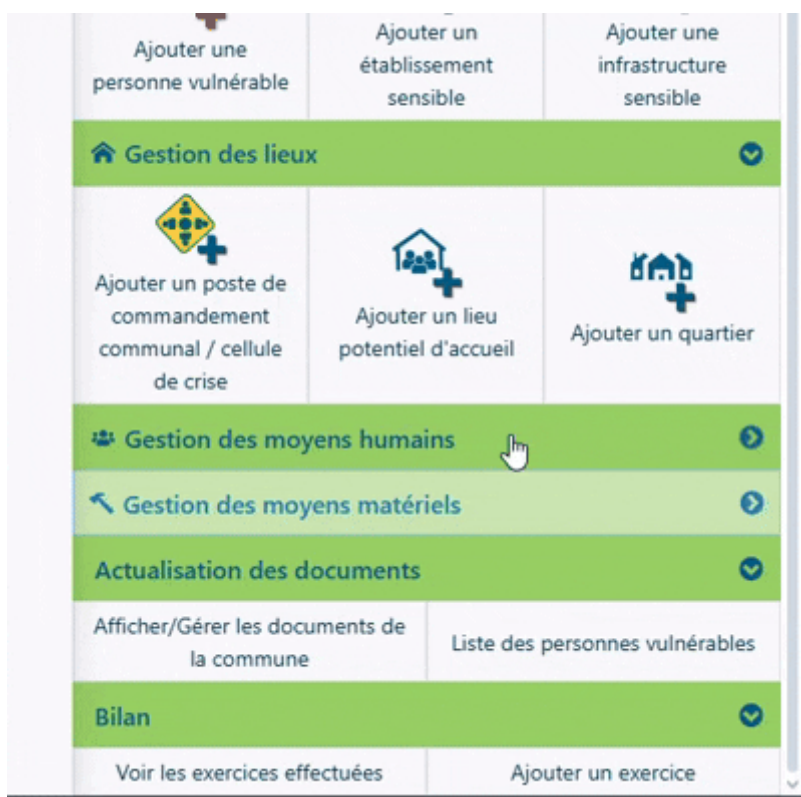 Ajouter une
personne vulnérable
Ajouter un
établissement
sensible
Ajouter une
infrastructure
sensible
Gestion des lieux
Ajouter un poste de
commandement
communal / cellule
de crise
Ajouter un lieu
potentiel d'accueil
Ajouter un quartier
Gestion des moyens humains
Gestion des moyens matériels
Actualisation des documents
Afficher/Gérer les documents de
la commune
Liste des personnes vulnérables
Bilan
Voir les exercices effectuées
Ajouter un exercice